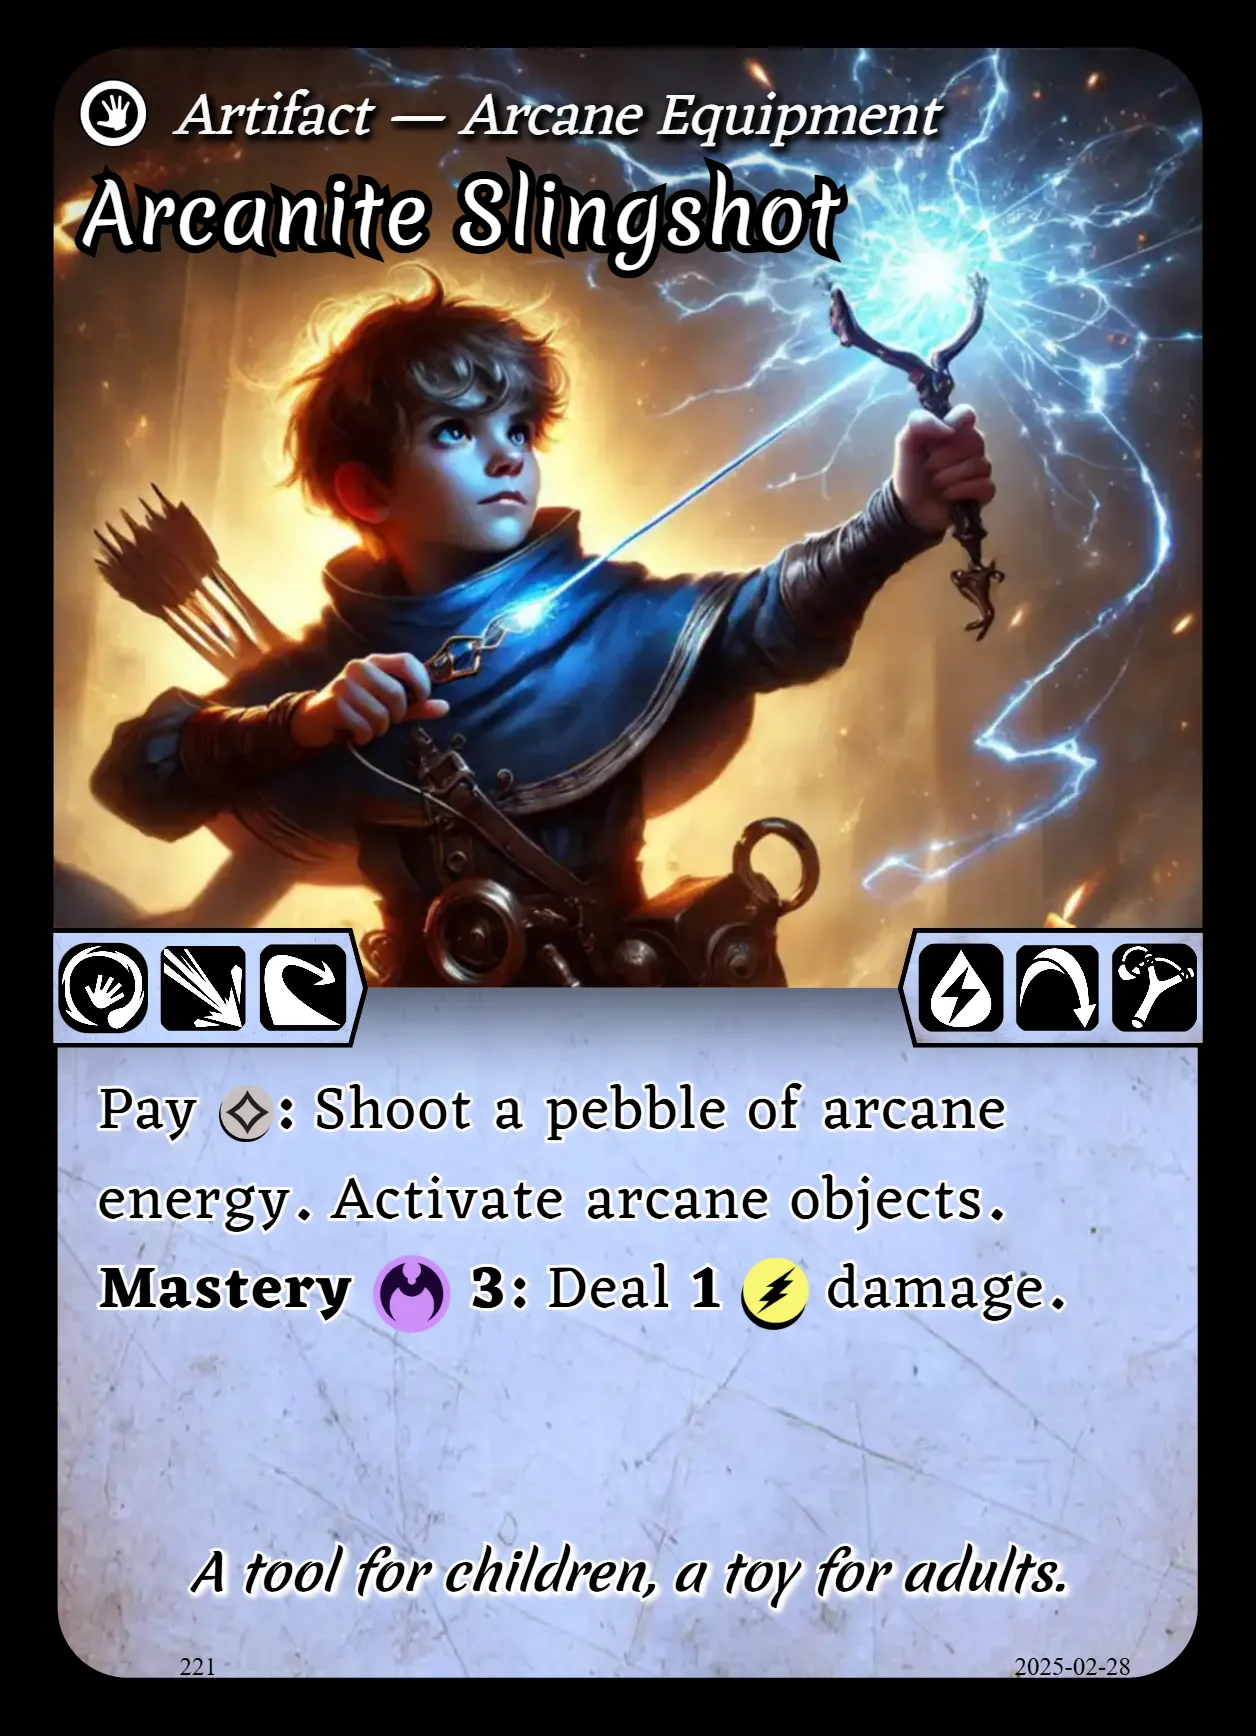 Artifact — Arcane Equipment
Arcanite Slingshot
Pay : Shoot a pebble of arcane
energy. Activate arcane objects.
Mastery 3: Deal 1 damage.
A tool for children, a toy for adults.
221
2025-02-28